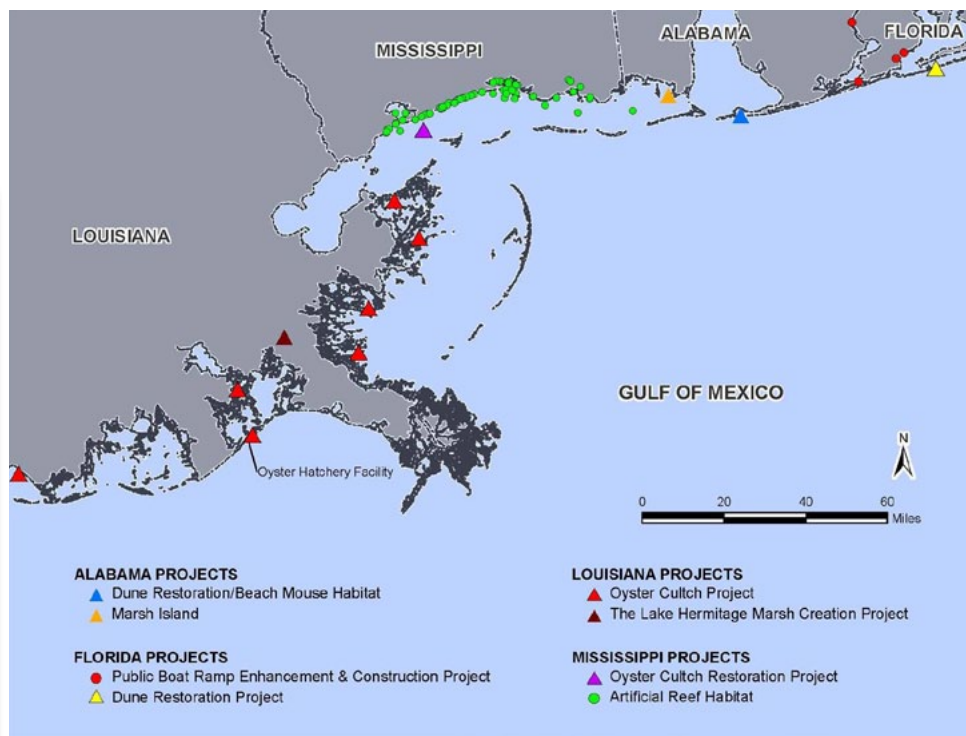 MISSISSIPPI
ALABAMA
FLORIDA
LOUISIANA
GULF OF MEXICO
N
Oyster Hatchery Facility
0 20 40 60
Miles
ALABAMA PROJECTS
Dune Restoration/Beach Mouse Habitat
Marsh Island
FLORIDA PROJECTS
Public Boat Ramp Enhancement & Construction Project
Dune Restoration Project
LOUISIANA PROJECTS
Oyster Cultch Project
The Lake Hermitage Marsh Creation Project
MISSISSIPPI PROJECTS
Oyster Cultch Restoration Project
Artificial Reef Habitat